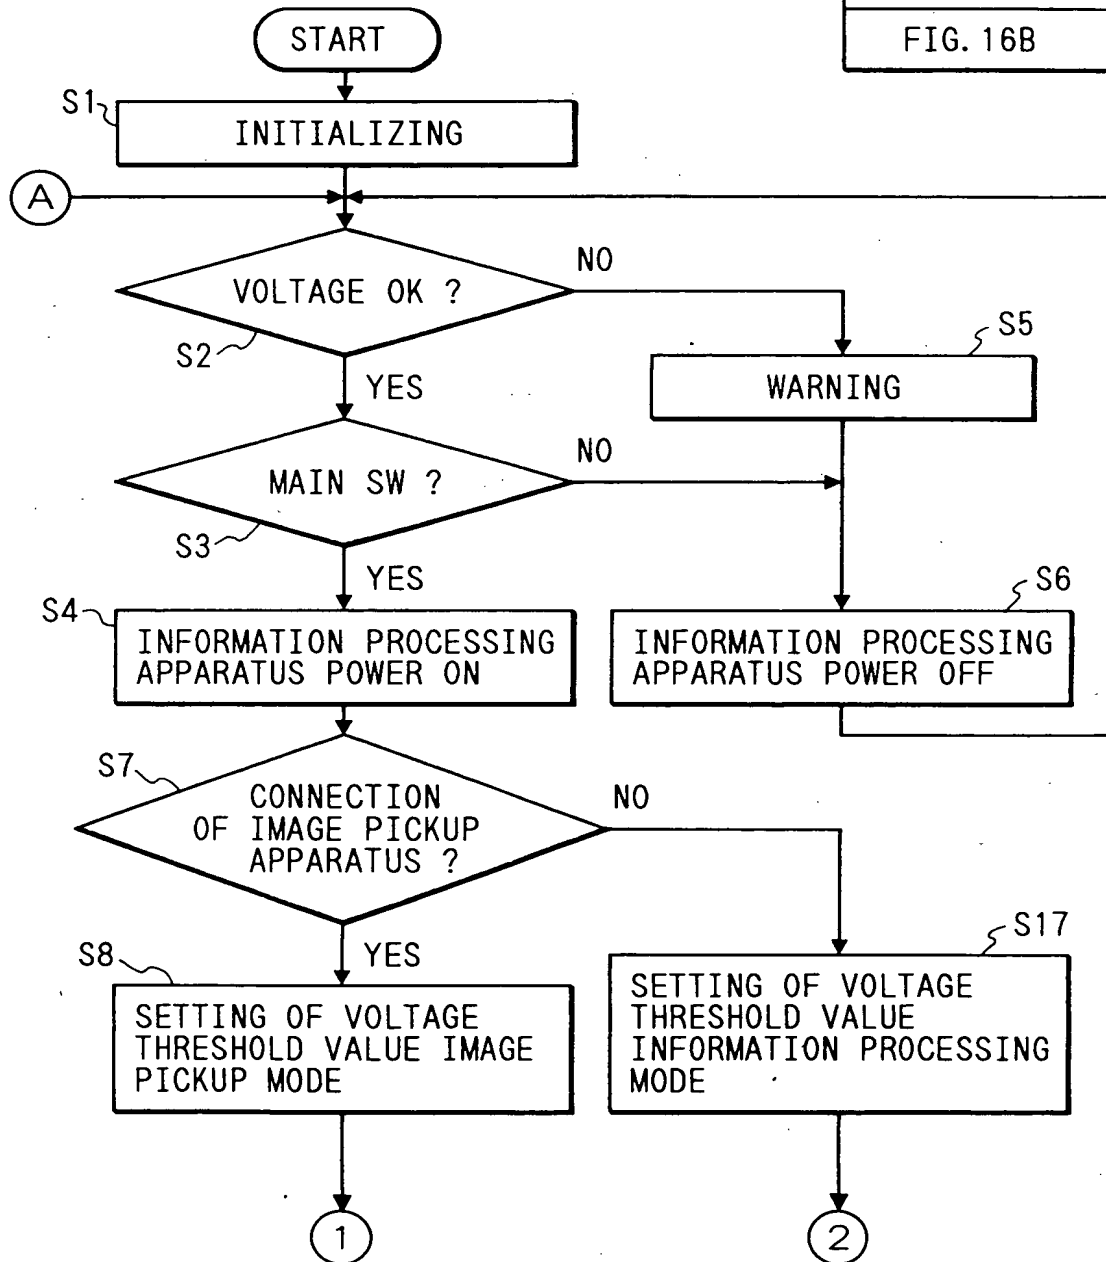 START
FIG. 16B
S1
INITIALIZING
A
VOLTAGE OK ?
NO
S2
YES
S5
WARNING
MAIN SW ?
NO
S3
YES
S4
INFORMATION PROCESSING
APPARATUS POWER ON
S6
INFORMATION PROCESSING
APPARATUS POWER OFF
S7
CONNECTION
OF IMAGE PICKUP
APPARATUS ?
NO
YES
S8
SETTING OF VOLTAGE
THRESHOLD VALUE IMAGE
PICKUP MODE
S17
SETTING OF VOLTAGE
THRESHOLD VALUE
INFORMATION PROCESSING
MODE
1
2